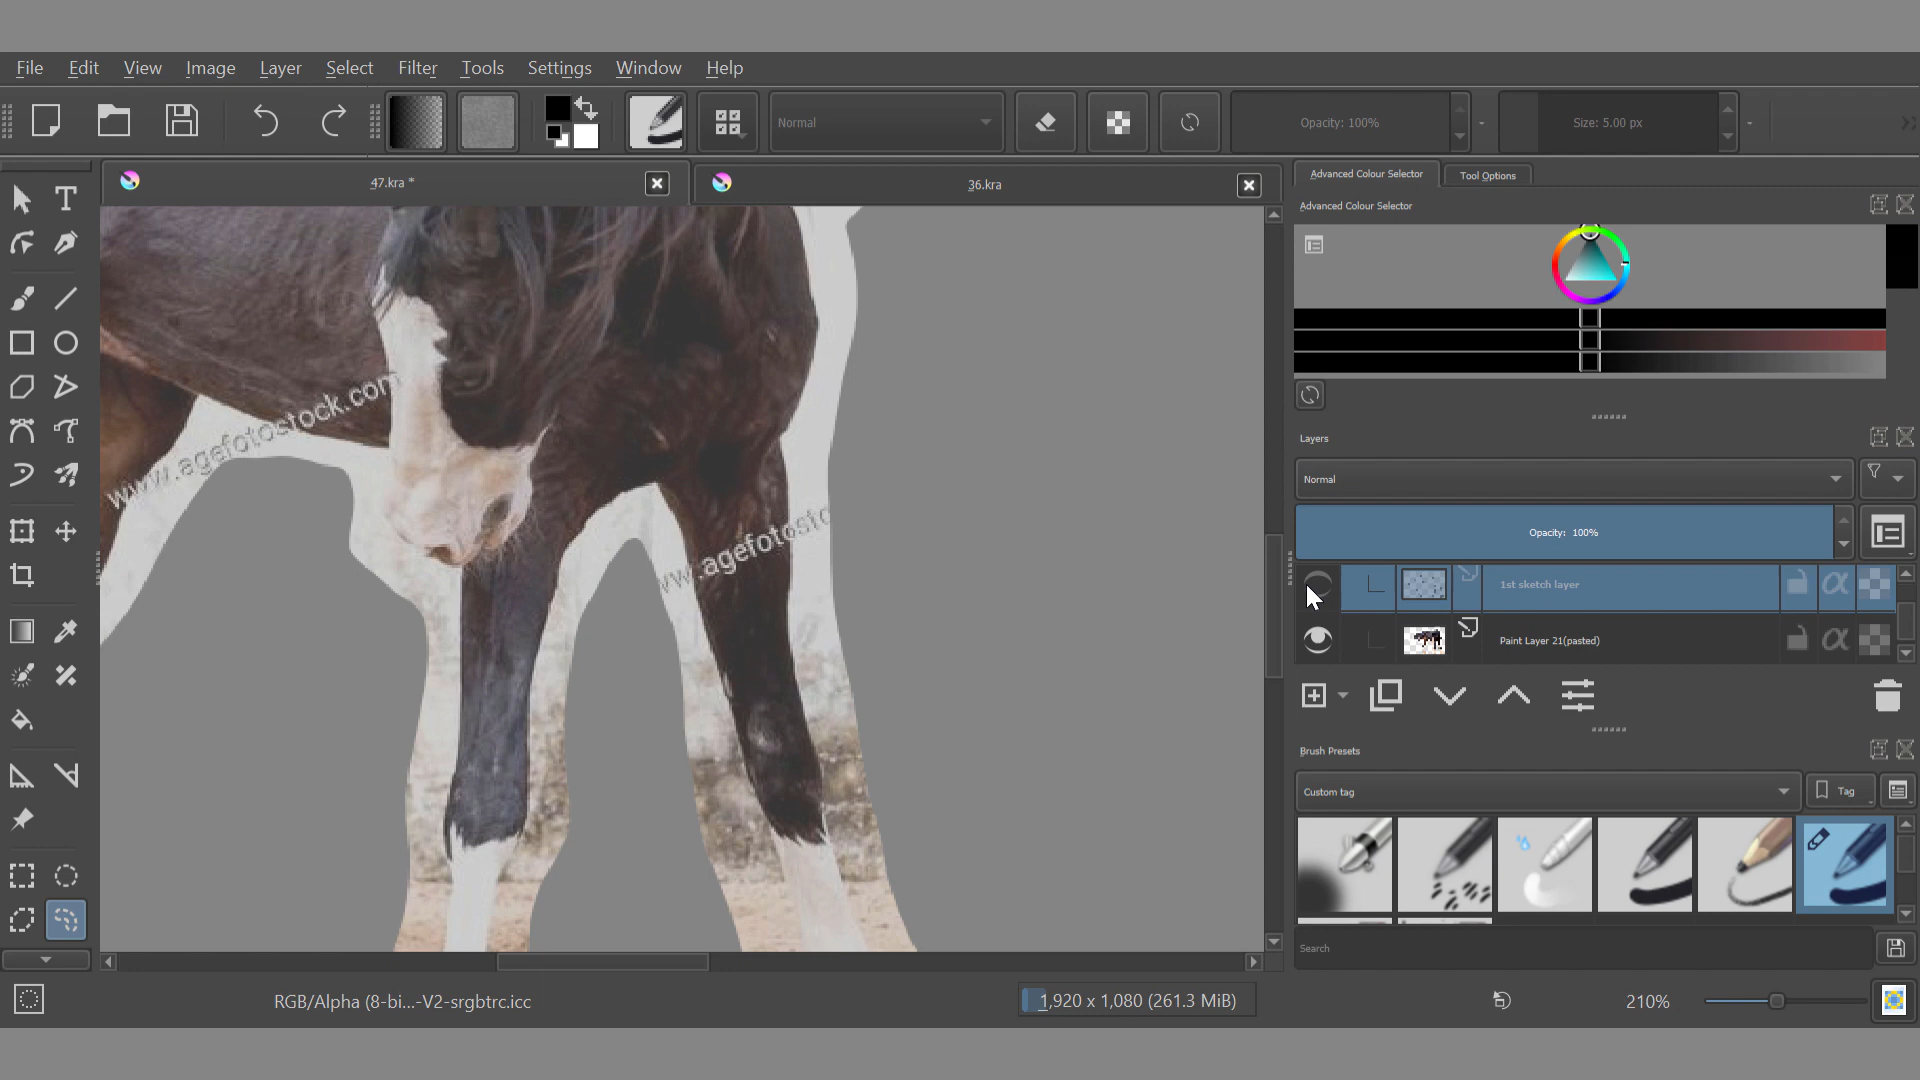 File Edit View Image Layer Select Filter Tools Settings Window Help
Normal
Opacity: 100%
Size: 5.00 px
47.kra *
36.kra
Advanced Colour Selector
Tool Options
Advanced Colour Selector
www.agefotostock.com
ww.agefotosto
Layers
Normal
Opacity: 100%
1st sketch layer
Paint Layer 21(pasted)
Brush Presets
Custom tag
Tag
Search
RGB/Alpha (8-bi...-V2-srgbtrc.icc
1,920 x 1,080 (261.3 MiB)
210%